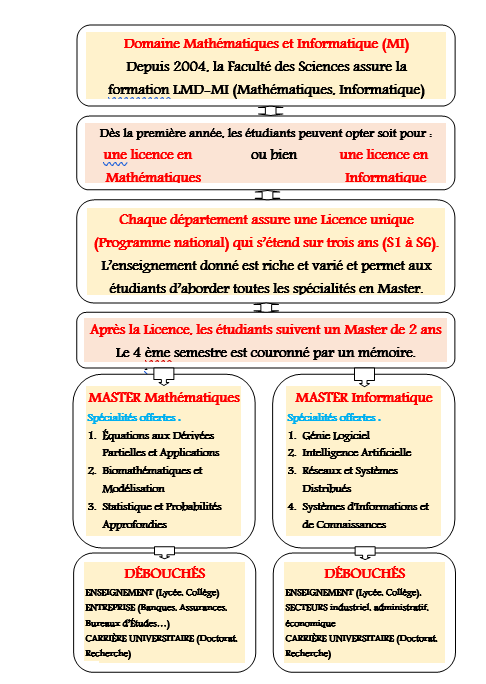 Domaine Mathématiques et Informatique (MI)
Depuis 2004, la Faculté des Sciences assure la
formation LMD-MI (Mathématiques, Informatique)
Dès la première année, les étudiants peuvent opter soit pour :
une licence en ou bien une licence en
Mathématiques Informatique
Chaque département assure une Licence unique
(Programme national) qui s'étend sur trois ans (S1 à S6).
L'enseignement donné est riche et varié et permet aux
étudiants d'aborder toutes les spécialités en Master.
Après la Licence, les étudiants suivent un Master de 2 ans
Le 4 ème semestre est couronné par un mémoire.
MASTER Mathématiques
Spécialités offertes :
1. Équations aux Dérivées
Partielles et Applications
2. Biomathématiques et
Modélisation
3. Statistique et Probabilités
Approfondies
MASTER Informatique
Spécialités offertes :
1. Génie Logiciel
2. Intelligence Artificielle
3. Réseaux et Systèmes
Distribués
4. Systèmes d'Informations et
de Connaissances
DÉBOUCHÉS
ENSEIGNEMENT (Lycée, Collège)
ENTREPRISE (Banques, Assurances,
Bureaux d'Études...)
CARRIÈRE UNIVERSITAIRE (Doctorat,
Recherche)
DÉBOUCHÉS
ENSEIGNEMENT (Lycée, Collège),
SECTEURS industriel, administratif,
économique
CARRIÈRE UNIVERSITAIRE (Doctorat,
Recherche)